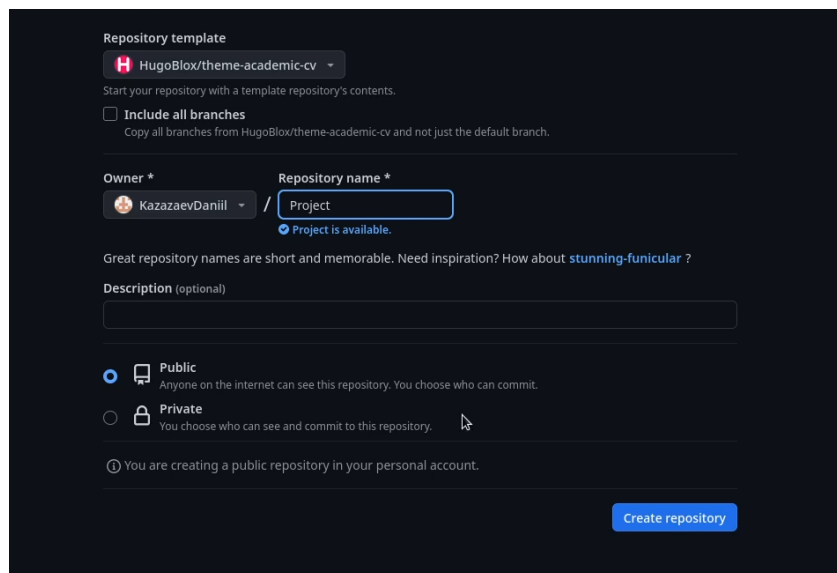 Repository template
HugoBlox/theme-academic-cv
Start your repository with a template repository's contents.
Include all branches
Copy all branches from HugoBlox/theme-academic-cv and not just the default branch.
Owner * Repository name *
KazazaevDaniil / Project
Project is available.
Great repository names are short and memorable. Need inspiration? How about stunning-funicular ?
Description (optional)
Public
Anyone on the internet can see this repository. You choose who can commit.
Private
You choose who can see and commit to this repository.
You are creating a public repository in your personal account.
Create repository